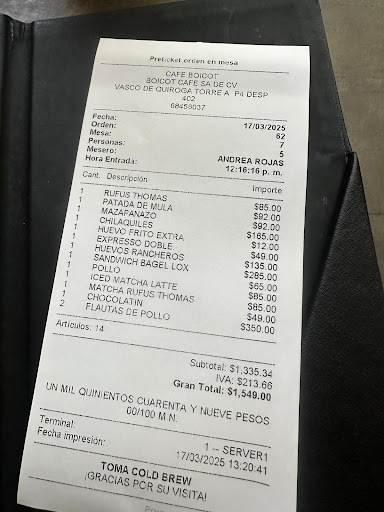 Preticket orden en mesa
CAFE BOICOT
BOICOT CAFE SA DE CV
VASCO DE QUIROGA TORRE A P4 DESP
402
68456037
Fecha: 17/03/2025
Orden: 62
Mesa: 7
Personas: 5
Mesero: ANDREA ROJAS
Hora Entrada: 12:16:16 p. m.
Cant. Descripción Importe
1 RUFUS THOMAS $85.00
1 PATADA DE MULA $92.00
1 MAZAPANAZO $92.00
1 CHILAQUILES $165.00
1 HUEVO FRITO EXTRA $12.00
1 EXPRESSO DOBLE $49.00
1 HUEVOS RANCHEROS $135.00
1 SANDWICH BAGEL LOX $285.00
1 POLLO $65.00
1 ICED MATCHA LATTE $85.00
1 MATCHA RUFUS THOMAS $85.00
1 CHOCOLATIN $49.00
2 FLAUTAS DE POLLO $350.00
Artículos: 14
Subtotal: $1,335.34
IVA: $213.66
Gran Total: $1,549.00
UN MIL QUINIENTOS CUARENTA Y NUEVE PESOS
00/100 M.N.
Terminal: 1 -- SERVER1
Fecha impresión: 17/03/2025 13:20:41
TOMA COLD BREW
¡GRACIAS POR SU VISITA!